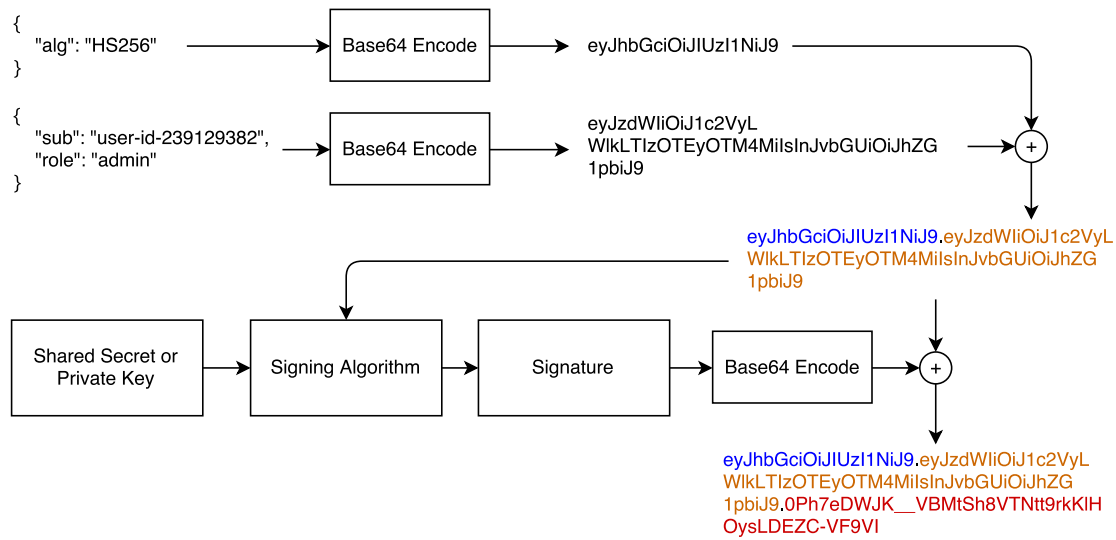 {
"alg": "HS256"
}
Base64 Encode
eyJhbGciOiJIUzI1NiJ9
{
"sub": "user-id-239129382",
"role": "admin"
}
Base64 Encode
eyJzdWIiOiJ1c2VyL
WlkLTIzOTEyOTM4MiIsInJvbGUiOiJhZG
1pbiJ9
+
eyJhbGciOiJIUzI1NiJ9.eyJzdWIiOiJ1c2VyL
WlkLTIzOTEyOTM4MiIsInJvbGUiOiJhZG
1pbiJ9
Shared Secret or
Private Key
Signing Algorithm
Signature
Base64 Encode
+
eyJhbGciOiJIUzI1NiJ9.eyJzdWIiOiJ1c2VyL
WlkLTIzOTEyOTM4MiIsInJvbGUiOiJhZG
1pbiJ9.0Ph7eDWJK__VBMtSh8VTNtt9rkKlH
OysLDEZC-VF9VI